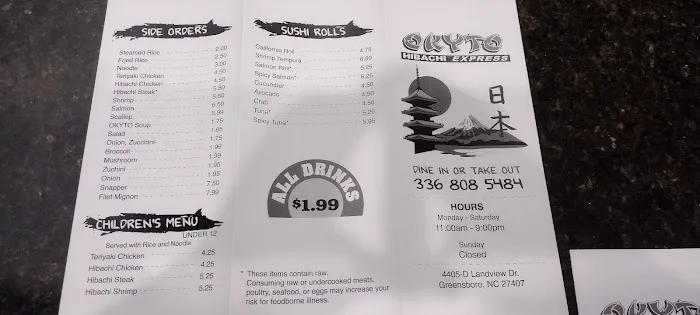 SIDE ORDERS
Steamed Rice 2.00
Fried Rice 2.50
Noodle 3.00
Teriyaki Chicken 4.50
Hibachi Chicken 4.50
Hibachi Steak* 5.50
Shrimp 5.50
Salmon 6.50
Scallop 5.99
OKYTO Soup 1.75
Salad 1.75
Onion, Zucchini 1.95
Broccoli 1.99
Mushroom 1.99
Zuchini 1.95
Onion 1.95
Snapper 7.50
Filet Mignon 7.99
CHILDREN'S MENU
UNDER 12
Served with Rice and Noodle
Teriyaki Chicken 4.25
Hibachi Chicken 4.25
Hibachi Steak 5.25
Hibachi Shrimp 5.25
SUSHI ROLLS
California Roll 4.75
Shrimp Tempura 6.99
Salmon Roll* 5.25
Spicy Salmon* 6.25
Cucumber 4.50
Avocado 4.50
Crab 4.50
Tuna* 5.25
Spicy Tuna* 5.95
ALL DRINKS
$1.99
* These items contain raw.
Consuming raw or undercooked meats,
poultry, seafood, or eggs may increase your
risk for foodborne illness.
OKYTO
HIBACHI EXPRESS
日本
DINE IN OR TAKE OUT
336 808 5484
HOURS
Monday - Saturday
11:00am - 9:00pm
Sunday
Closed
4405-D Landview Dr.
Greensboro, NC 27407
OKYTO